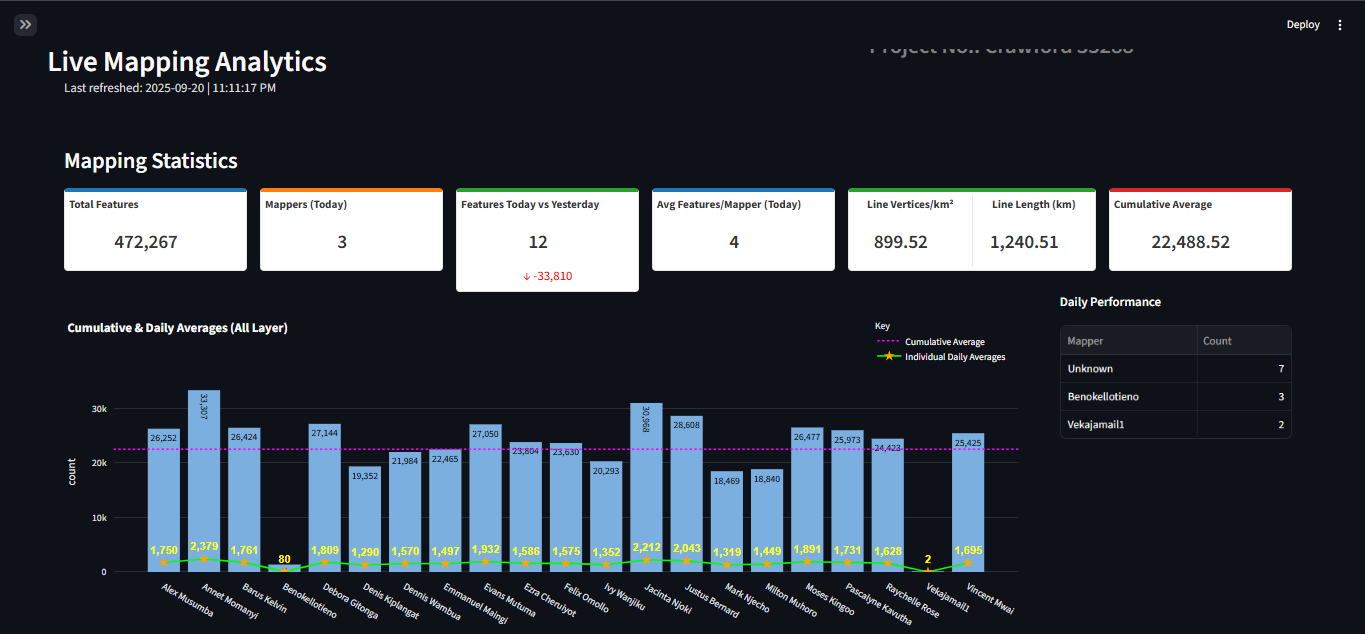 Deploy
Project No.: Crawford 35288
Live Mapping Analytics
Last refreshed: 2025-09-20 | 11:11:17 PM
Mapping Statistics
Total Features
472,267
Mappers (Today)
3
Features Today vs Yesterday
12
↓ -33,810
Avg Features/Mapper (Today)
4
Line Vertices/km²
899.52
Line Length (km)
1,240.51
Cumulative Average
22,488.52
Cumulative & Daily Averages (All Layer)
Key
Cumulative Average
Individual Daily Averages
count
30k
20k
10k
0
26,252
33,307
26,424
27,144
19,352
21,984
22,465
27,050
23,804
23,630
20,293
30,968
28,608
18,469
18,840
26,477
25,973
24,423
25,425
1,750
2,379
1,761
80
1,809
1,290
1,570
1,497
1,932
1,586
1,575
1,352
2,212
2,043
1,319
1,449
1,891
1,731
1,628
2
1,695
Alex Musumba
Annet Momanyi
Barus Kelvin
Benokellotieno
Debora Gitonga
Denis Kiplangat
Dennis Wambua
Emmanuel Maingi
Evans Mutuma
Ezra Cheruiyot
Felix Omollo
Ivy Wanjiku
Jacinta Njoki
Justus Bernard
Mark Njecho
Milton Muhoro
Moses Kingoo
Pascalyne Kavutha
Raychelle Rose
Vekajamail1
Vincent Mwai
Daily Performance
Mapper Count
Unknown 7
Benokellotieno 3
Vekajamail1 2